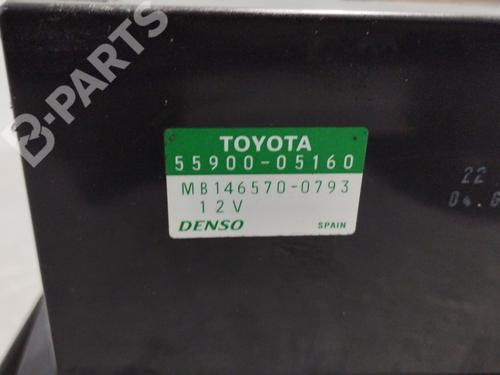 B-PARTS
TOYOTA
55900-05160
MB146570-0793
12V
DENSO SPAIN
22